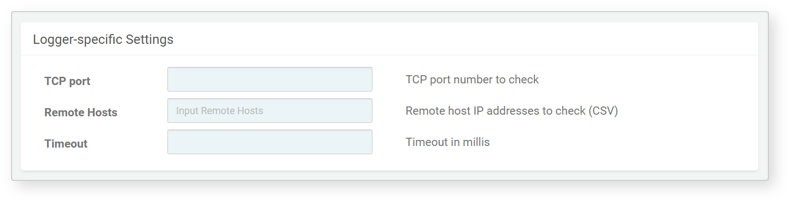 Logger-specific Settings
TCP port TCP port number to check
Remote Hosts Input Remote Hosts Remote host IP addresses to check (CSV)
Timeout Timeout in millis